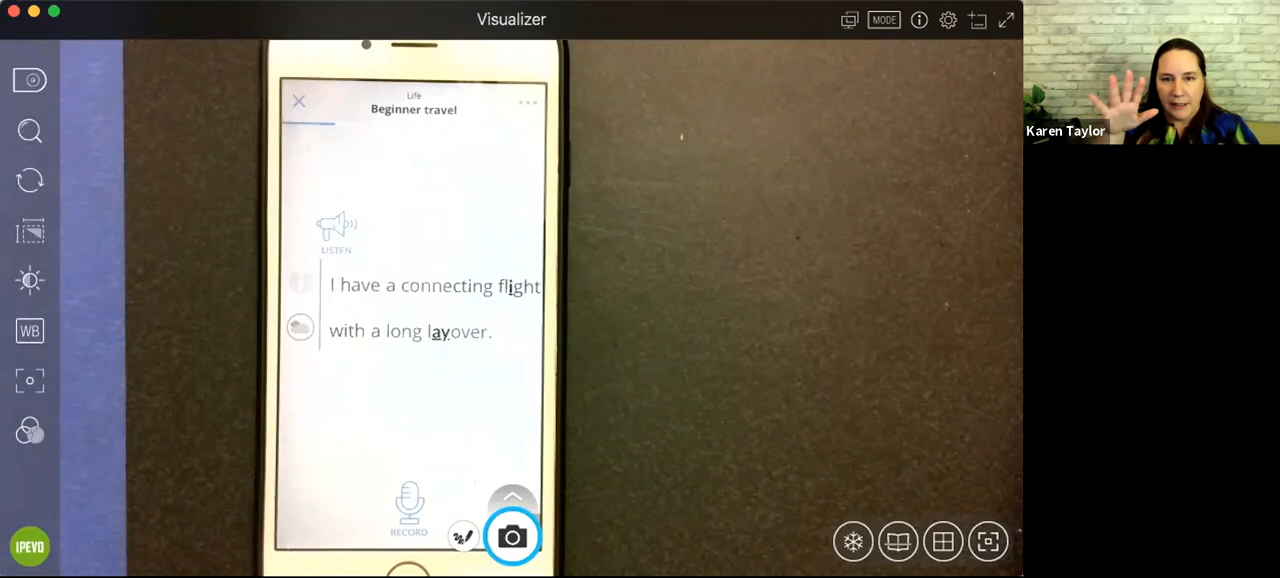 Visualizer
MODE
Karen Taylor
Life
Beginner travel
LISTEN
I have a connecting flight
with a long layover.
WB
RECORD
IPEVO